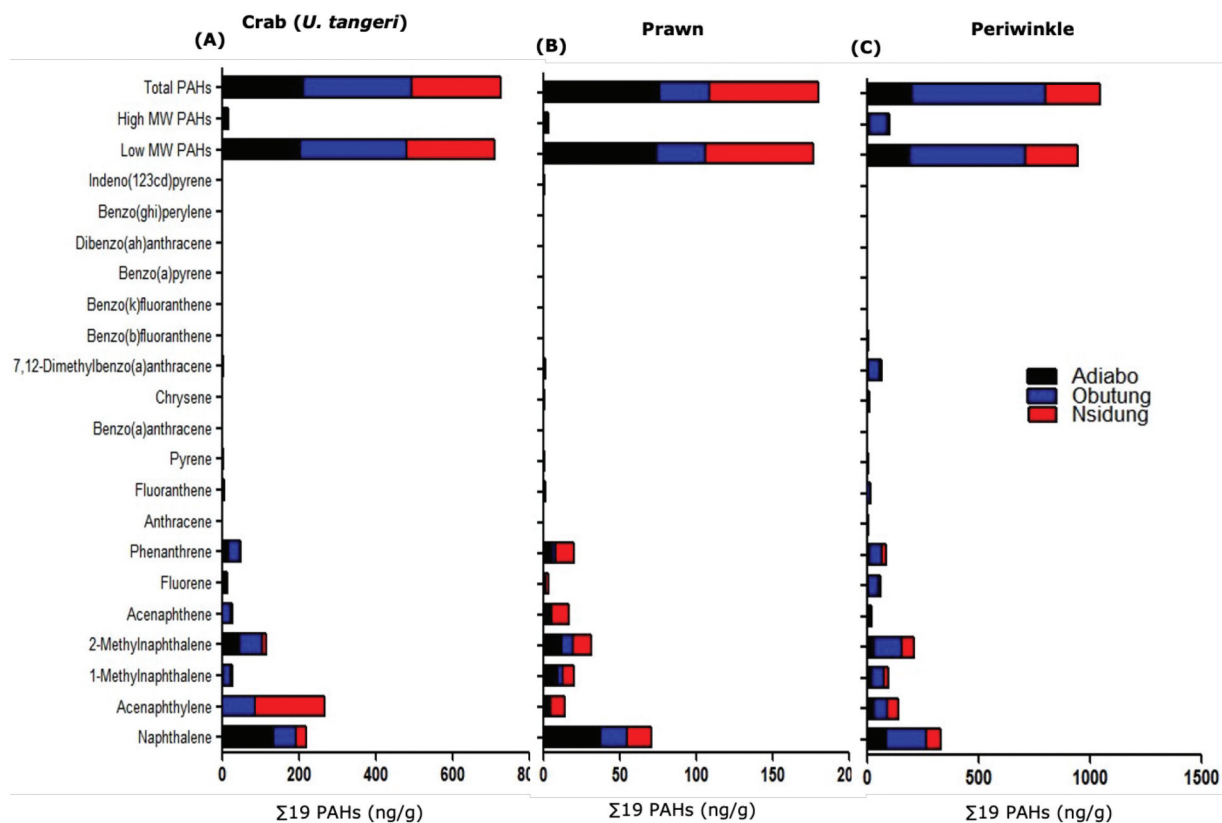 Crab (U. tangeri)
(A)
Prawn
(B)
Periwinkle
(C)
Total PAHs
High MW PAHs
Low MW PAHs
Indeno(123cd)pyrene
Benzo(ghi)perylene
Dibenzo(ah)anthracene
Benzo(a)pyrene
Benzo(k)fluoranthene
Benzo(b)fluoranthene
7,12-Dimethylbenzo(a)anthracene
Chrysene
Benzo(a)anthracene
Pyrene
Fluoranthene
Anthracene
Phenanthrene
Fluorene
Acenaphthene
2-Methylnaphthalene
1-Methylnaphthalene
Acenaphthylene
Naphthalene
Adiabo
Obutung
Nsidung
0 200 400 600 80
0 50 100 150 20
0 500 1000 1500
Σ19 PAHs (ng/g)
Σ19 PAHs (ng/g)
Σ19 PAHs (ng/g)